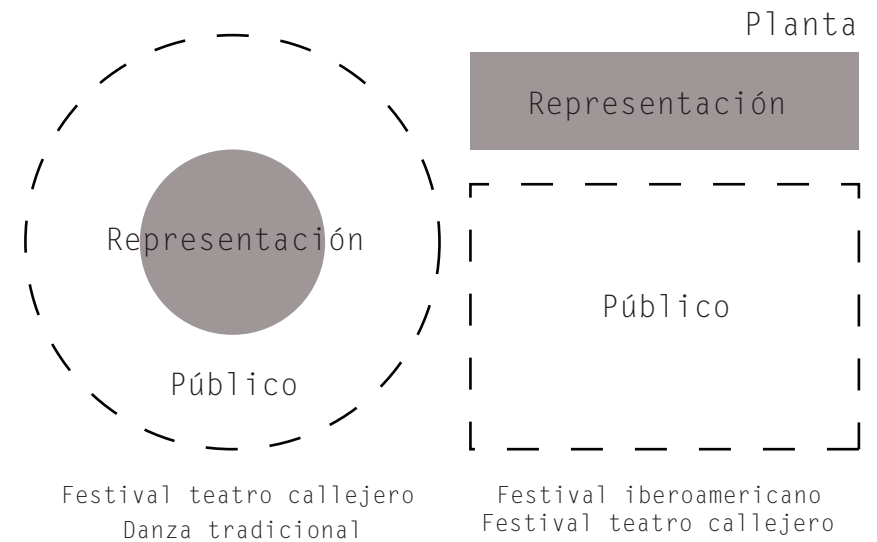 Planta
Representación
Público
Festival teatro callejero
Danza tradicional
Representación
Público
Festival iberoamericano
Festival teatro callejero